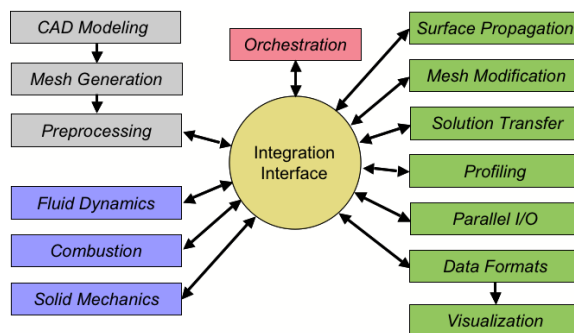 CAD Modeling
Mesh Generation
Preprocessing
Fluid Dynamics
Combustion
Solid Mechanics
Orchestration
Integration
Interface
Surface Propagation
Mesh Modification
Solution Transfer
Profiling
Parallel I/O
Data Formats
Visualization